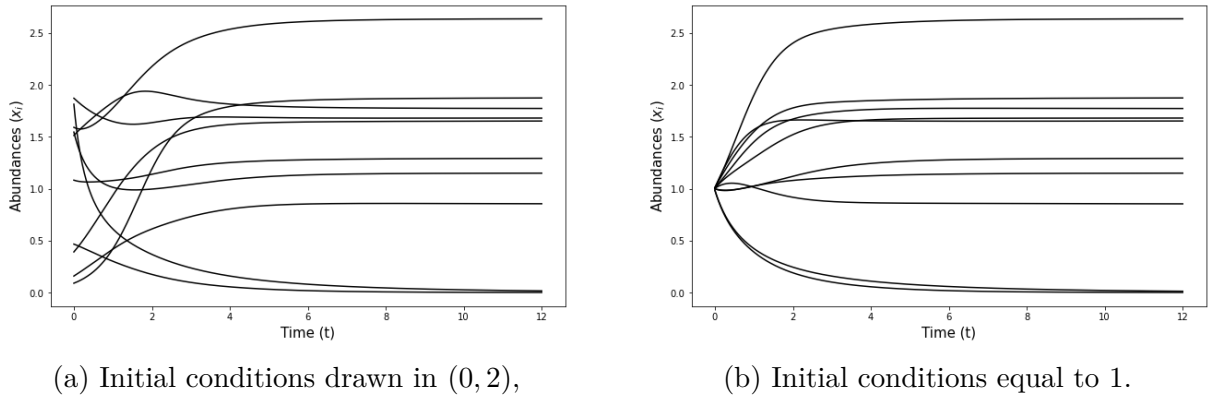 2.5
2.0
1.5
1.0
0.5
0.0
Abundances (xᵢ)
0 2 4 6 8 10 12
Time (t)
(a) Initial conditions drawn in (0, 2),
2.5
2.0
1.5
1.0
0.5
0.0
Abundances (xᵢ)
0 2 4 6 8 10 12
Time (t)
(b) Initial conditions equal to 1.